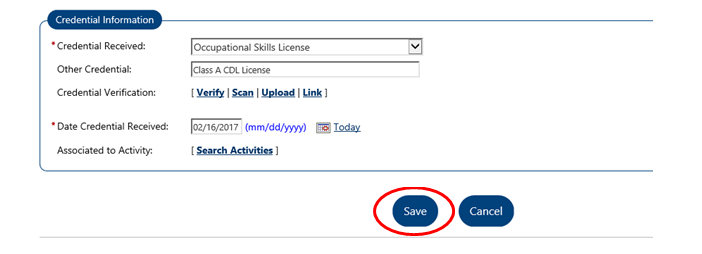 Credential Information
* Credential Received: Occupational Skills License
Other Credential: Class A CDL License
Credential Verification: [ Verify | Scan | Upload | Link ]
* Date Credential Received: 02/16/2017 (mm/dd/yyyy) Today
Associated to Activity: [ Search Activities ]
Save Cancel